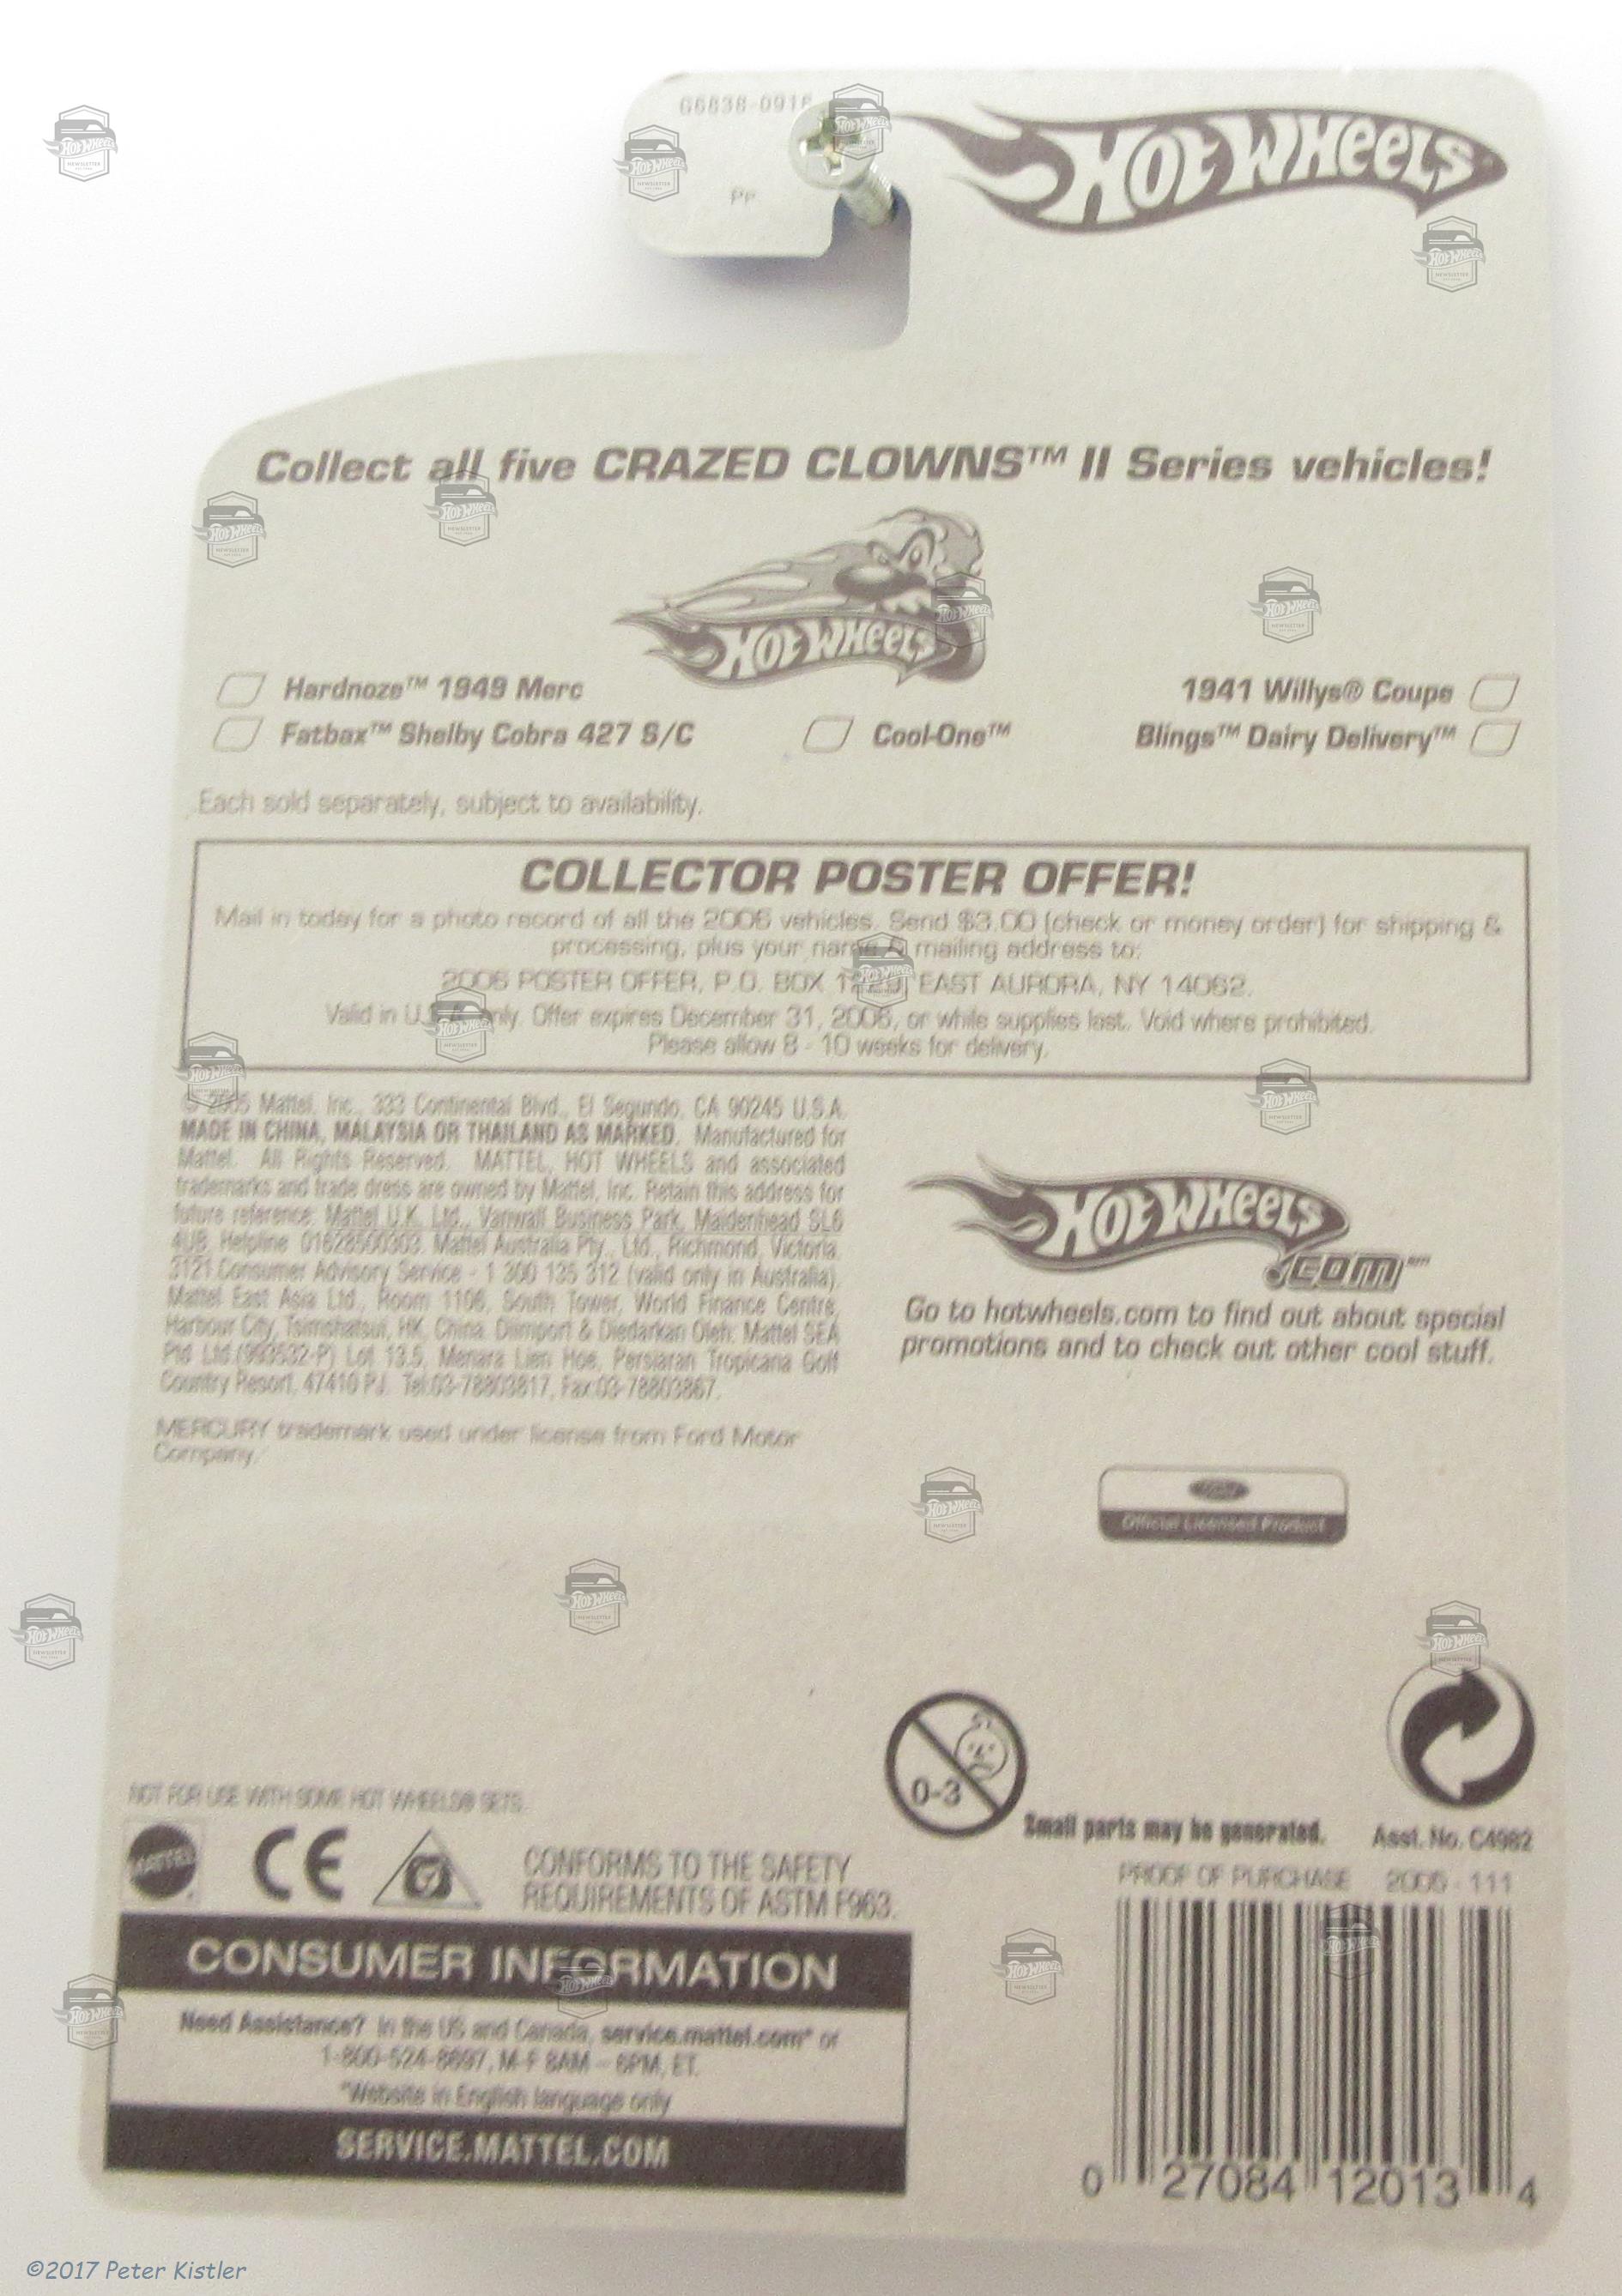 G6838-0916
PP
HOT WHEELS
Collect all five CRAZED CLOWNS™ II Series vehicles!
HOT WHEELS
Hardnoze™ 1949 Merc
1941 Willys® Coupe
Fatbax™ Shelby Cobra 427 S/C
Cool-One™
Blings™ Dairy Delivery™
Each sold separately, subject to availability.
COLLECTOR POSTER OFFER!
Mail in today for a photo record of all the 2006 vehicles. Send $3.00 (check or money order) for shipping &
processing, plus your name & mailing address to:
2006 POSTER OFFER, P.O. BOX EAST AURORA, NY 14062.
Valid in U.S.A. only. Offer expires December 31, 2006, or while supplies last. Void where prohibited.
Please allow 8 - 10 weeks for delivery.
© 2005 Mattel, Inc., 333 Continental Blvd., El Segundo, CA 90245 U.S.A.
MADE IN CHINA, MALAYSIA OR THAILAND AS MARKED. Manufactured for
Mattel. All Rights Reserved. MATTEL, HOT WHEELS and associated
trademarks and trade dress are owned by Mattel, Inc. Retain this address for
future reference: Mattel U.K. Ltd., Vanwall Business Park, Maidenhead SL6
4UB. Helpline 01628500303. Mattel Australia Pty., Ltd., Richmond, Victoria.
3121.Consumer Advisory Service - 1 300 135 312 (valid only in Australia).
Mattel East Asia Ltd., Room 1106, South Tower, World Finance Centre,
Harbour City, Tsimshatsui, HK, China. Diimport & Diedarkan Oleh: Mattel SEA
Ptd Ltd.(993532-P) Lot 13.5, Menara Lien Hoe, Persiaran Tropicana Golf
Country Resort, 47410 PJ. Tel:03-78803817, Fax:03-78803867.
MERCURY trademark used under license from Ford Motor
Company.
HOT WHEELS
.COM™
Go to hotwheels.com to find out about special
promotions and to check out other cool stuff.
Ford
Official Licensed Product
0-3
Small parts may be generated.
Asst. No. C4982
NOT FOR USE WITH SOME HOT WHEELS® SETS.
MATTEL
CE
CONFORMS TO THE SAFETY
REQUIREMENTS OF ASTM F963.
PROOF OF PURCHASE 2006 - 111
CONSUMER INFORMATION
Need Assistance? In the US and Canada, service.mattel.com* or
1-800-524-8697, M-F 8AM – 6PM, ET.
*Website in English language only
SERVICE.MATTEL.COM
0 27084 12013 4
©2017 Peter Kistler